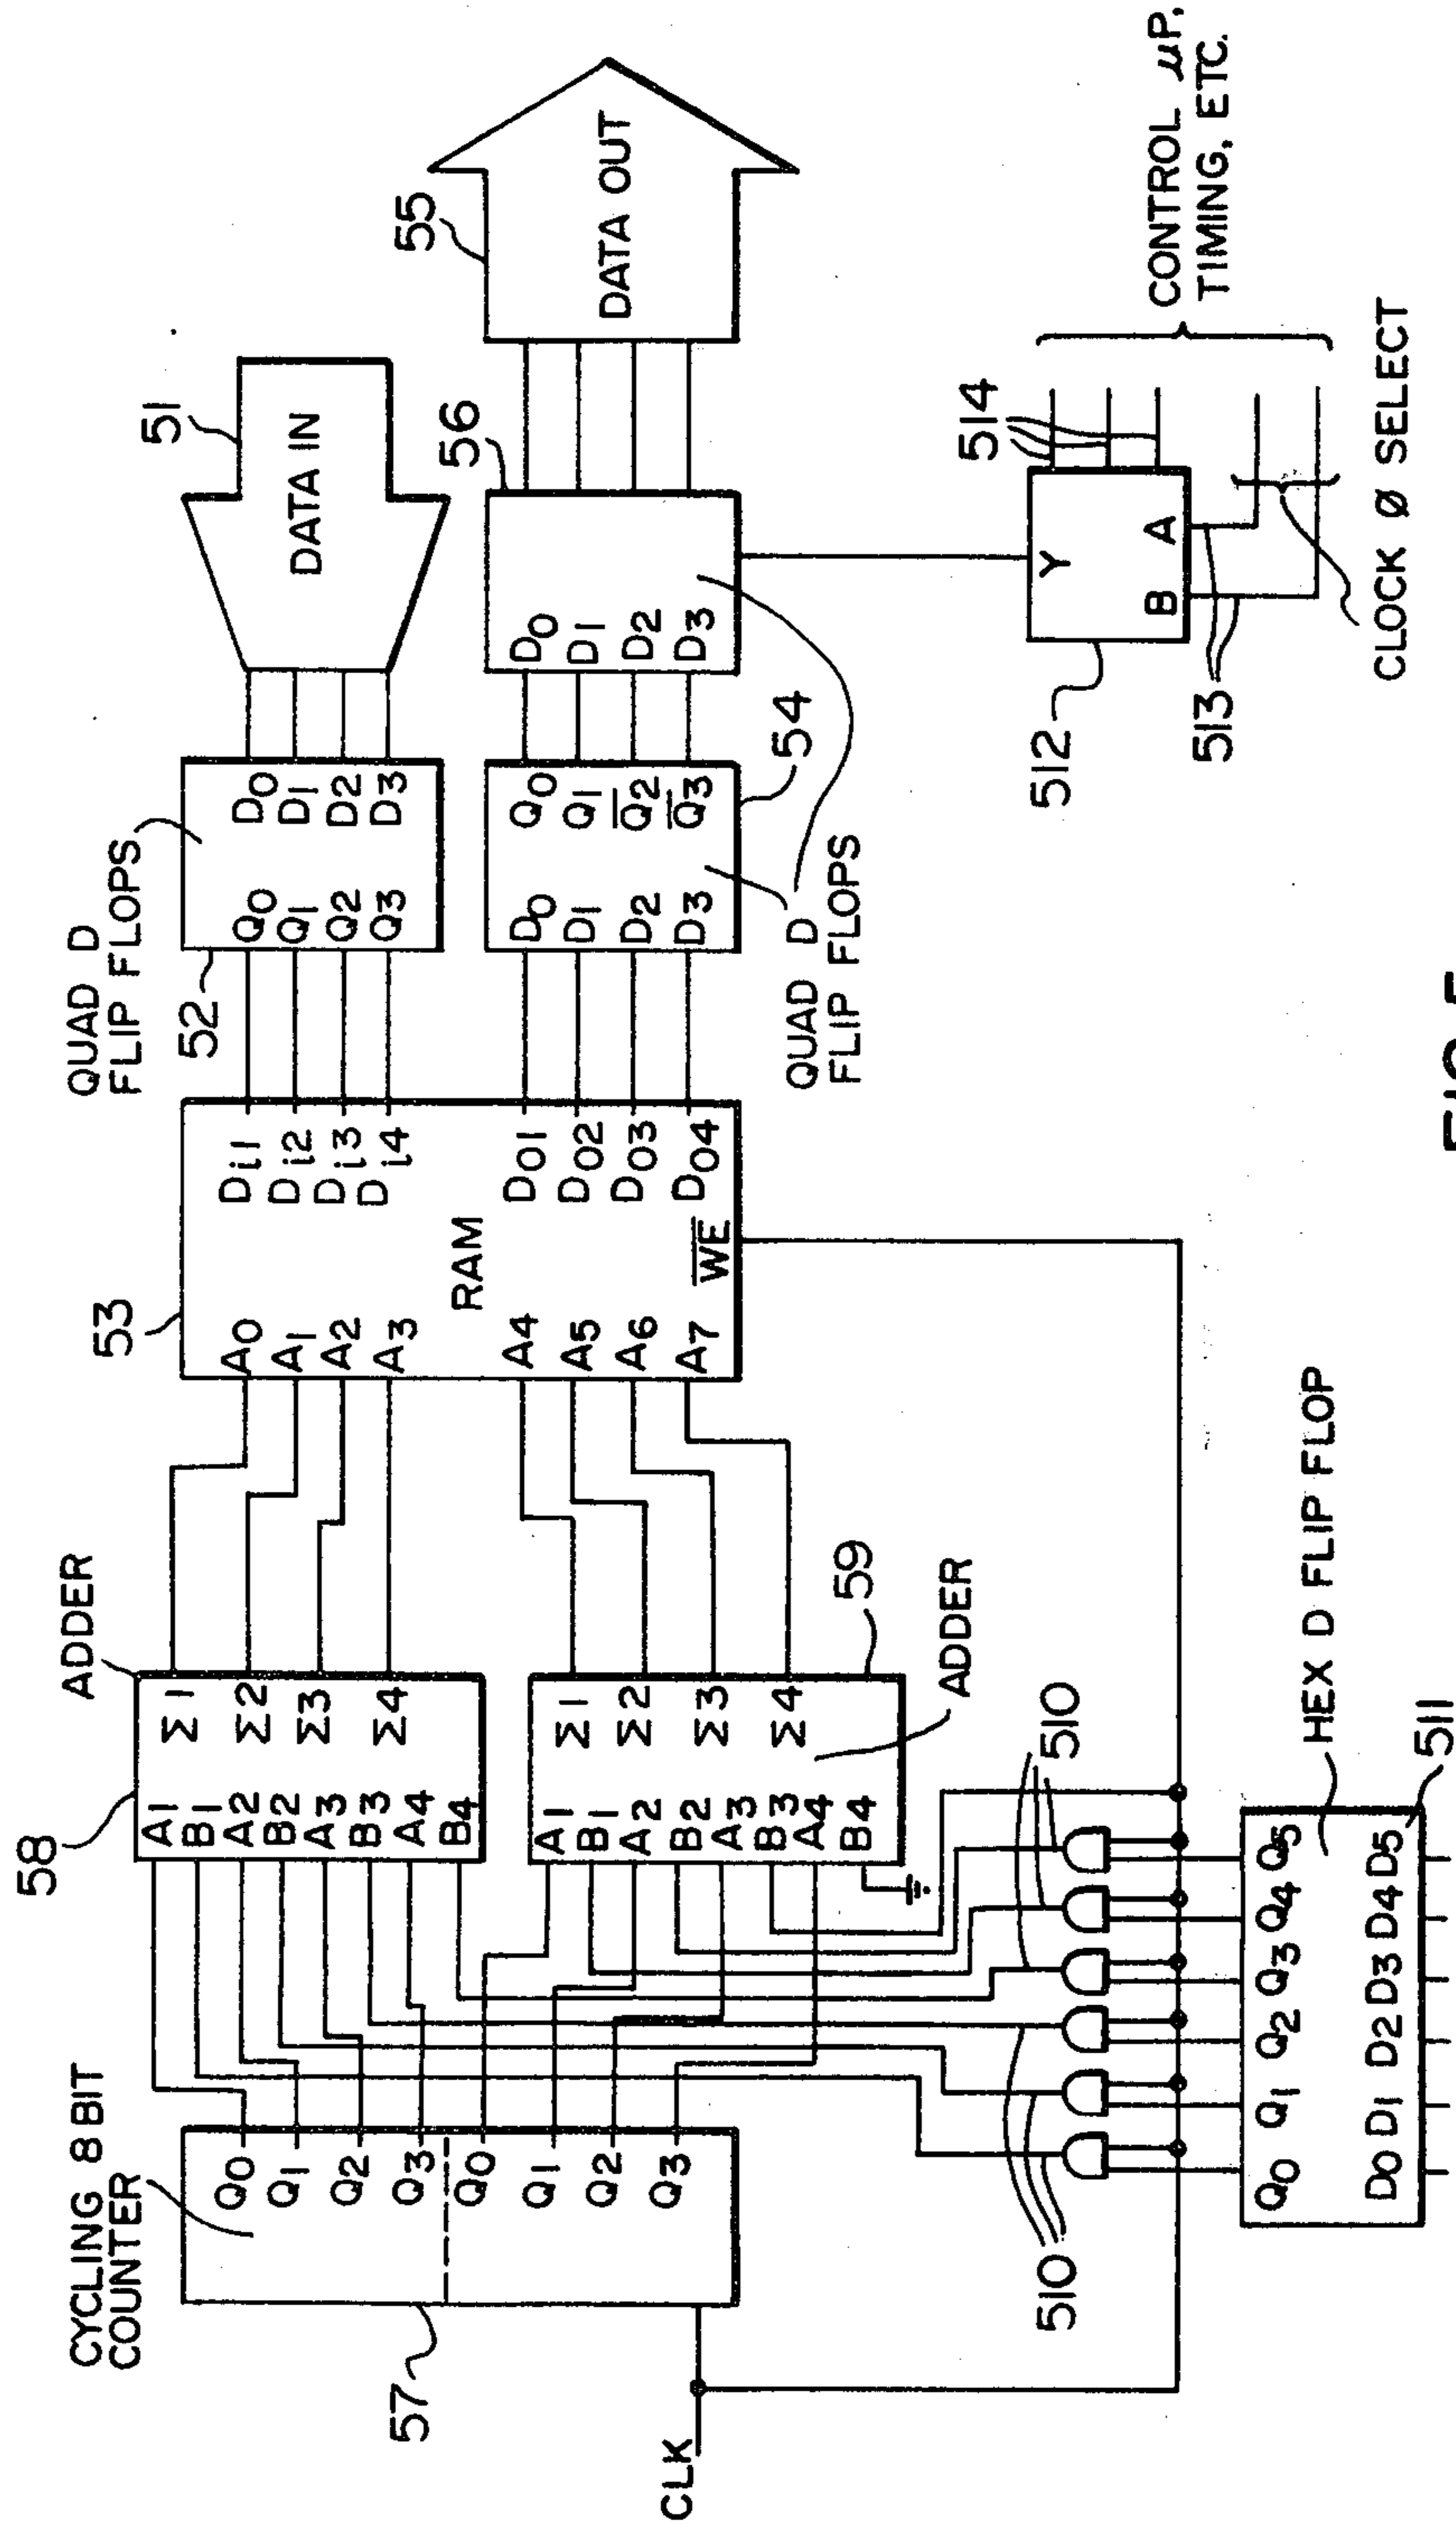 CYCLING 8 BIT
COUNTER
57
Q0
Q1
Q2
Q3
Q0
Q1
Q2
Q3
CLK
58
ADDER
A1
B1
A2
B2
A3
B3
A4
B4
Σ1
Σ2
Σ3
Σ4
A1
B1
A2
B2
A3
B3
A4
B4
Σ1
Σ2
Σ3
Σ4
59
ADDER
510
510
Q0 Q1 Q2 Q3 Q4 Q5
D0 D1 D2 D3 D4 D5
HEX D FLIP FLOP
511
53
A0
A1
A2
A3
A4
A5
A6
A7
RAM
Di1
Di2
Di3
Di4
DO1
DO2
DO3
DO4
WE
QUAD D
FLIP FLOPS
52
Q0
Q1
Q2
Q3
D0
D1
D2
D3
51
DATA IN
QUAD D
FLIP FLOPS
54
D0
D1
D2
D3
Q0
Q1
Q2
Q3
56
D0
D1
D2
D3
55
DATA OUT
512
Y
B A
513
514
CONTROL µP,
TIMING, ETC.
CLOCK Ø SELECT